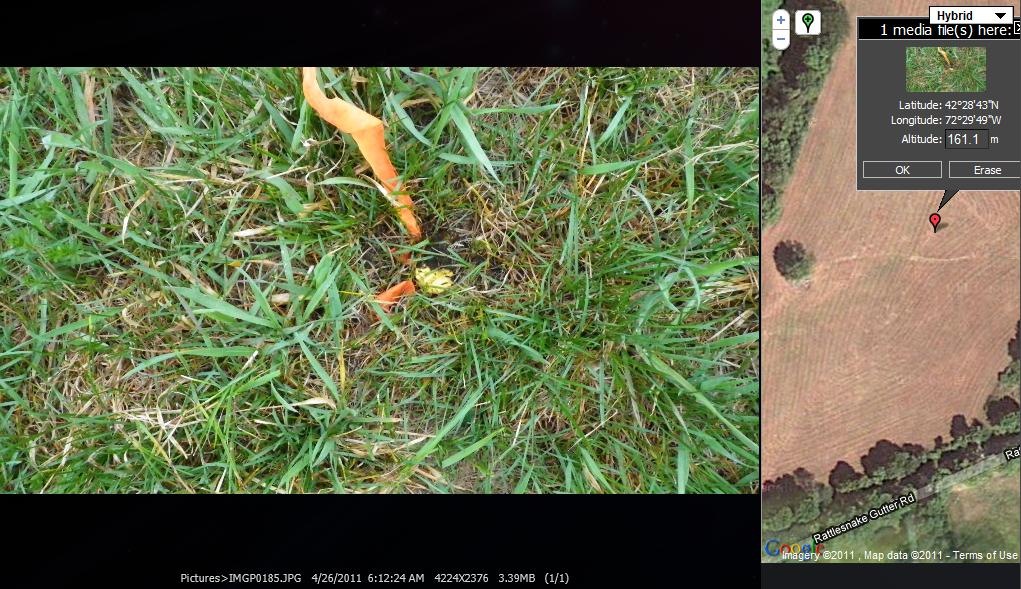 Hybrid
1 media file(s) here:
Latitude: 42°28'43"N
Longitude: 72°29'49"W
Altitude: 161.1 m
OK Erase
Ra
Rattlesnake Gutter Rd
Google
Imagery ©2011 , Map data ©2011 - Terms of Use
Pictures>IMGP0185.JPG 4/26/2011 6:12:24 AM 4224X2376 3.39MB (1/1)